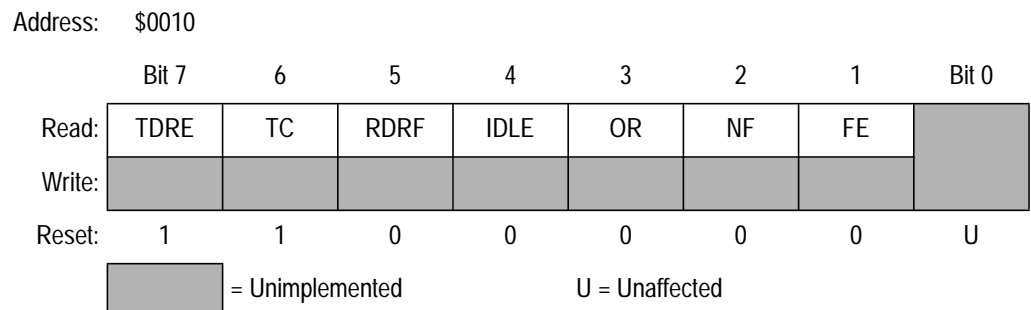 Address: $0010
Bit 7 6 5 4 3 2 1 Bit 0
Read: TDRE TC RDRF IDLE OR NF FE
Write:
Reset: 1 1 0 0 0 0 0 U
= Unimplemented U = Unaffected